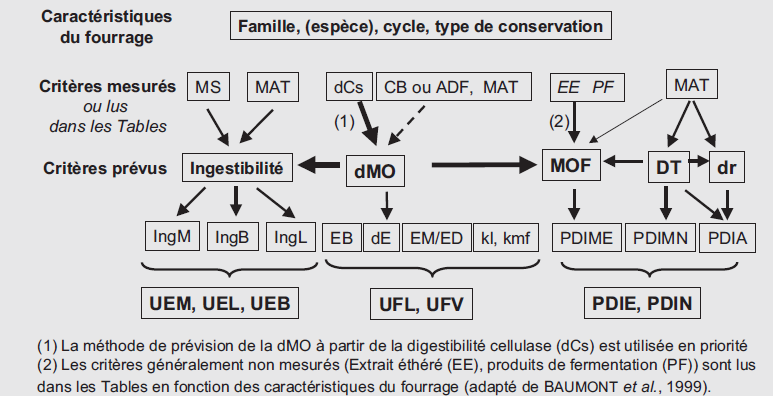 Caractéristiques
du fourrage
Famille, (espèce), cycle, type de conservation
Critères mesurés
ou lus
dans les Tables
MS MAT dCs CB ou ADF, MAT EE PF MAT
(1) (2)
Critères prévus Ingestibilité dMO MOF DT dr
IngM IngB IngL EB dE EM/ED kl, kmf PDIME PDIMN PDIA
UEM, UEL, UEB UFL, UFV PDIE, PDIN
(1) La méthode de prévision de la dMO à partir de la digestibilité cellulase (dCs) est utilisée en priorité
(2) Les critères généralement non mesurés (Extrait éthéré (EE), produits de fermentation (PF)) sont lus
dans les Tables en fonction des caractéristiques du fourrage (adapté de BAUMONT et al., 1999).